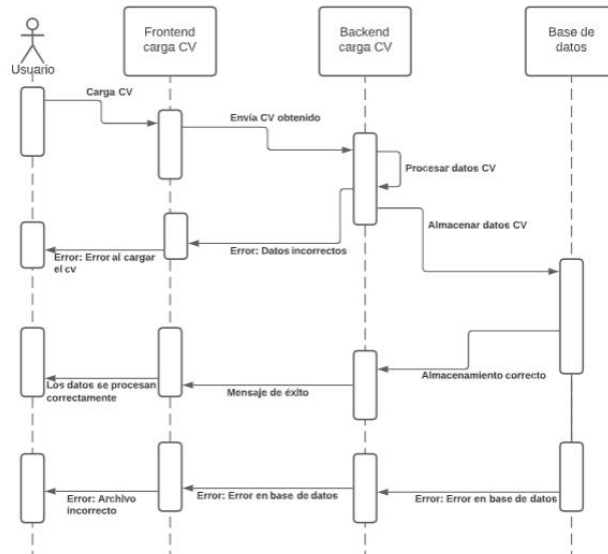 Frontend
carga CV
Backend
carga CV
Base de
datos
Usuario
Carga CV
Envía CV obtenido
Procesar datos CV
Almacenar datos CV
Error: Datos incorrectos
Error: Error al cargar
el cv
Almacenamiento correcto
Mensaje de éxito
Los datos se procesan
correctamente
Error: Error en base de datos
Error: Error en base de datos
Error: Archivo
incorrecto